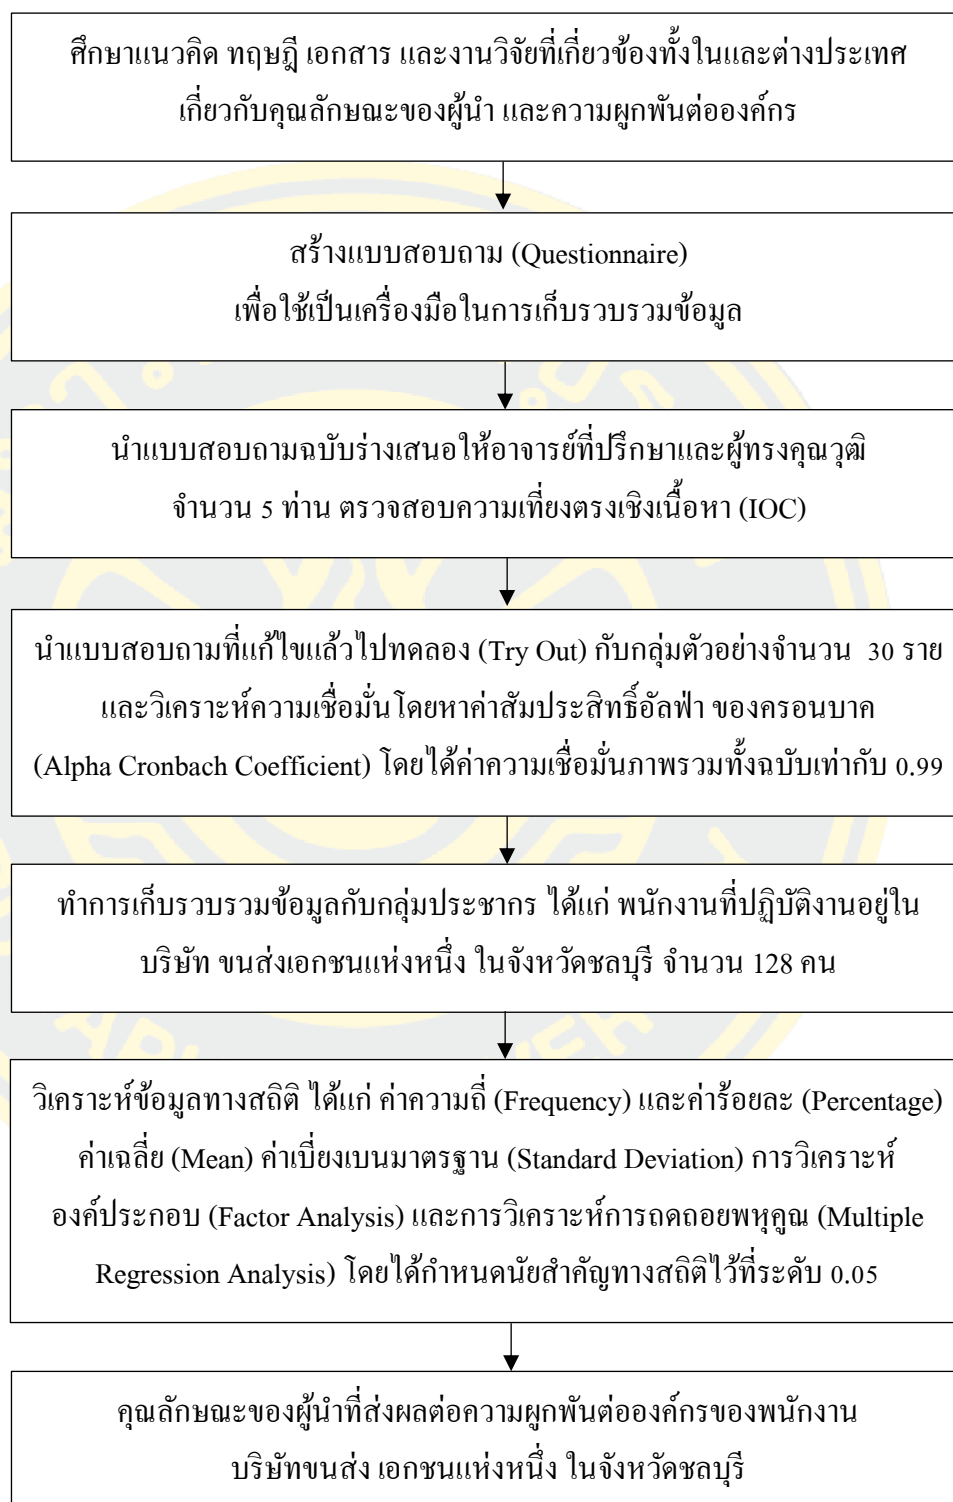 ศึกษาแนวคิด ทฤษฎี เอกสาร และงานวิจัยที่เกี่ยวข้องทั้งในและต่างประเทศ
เกี่ยวกับคุณลักษณะของผู้นำ และความผูกพันต่อองค์กร
สร้างแบบสอบถาม (Questionnaire)
เพื่อใช้เป็นเครื่องมือในการเก็บรวบรวมข้อมูล
นำแบบสอบถามฉบับร่างเสนอให้อาจารย์ที่ปรึกษาและผู้ทรงคุณวุฒิ
จำนวน 5 ท่าน ตรวจสอบความเที่ยงตรงเชิงเนื้อหา (IOC)
นำแบบสอบถามที่แก้ไขแล้วไปทดลอง (Try Out) กับกลุ่มตัวอย่างจำนวน 30 ราย
และวิเคราะห์ความเชื่อมั่นโดยหาค่าสัมประสิทธิ์อัลฟ่า ของครอนบาค
(Alpha Cronbach Coefficient) โดยได้ค่าความเชื่อมั่นภาพรวมทั้งฉบับเท่ากับ 0.99
ทำการเก็บรวบรวมข้อมูลกับกลุ่มประชากร ได้แก่ พนักงานที่ปฏิบัติงานอยู่ใน
บริษัท ขนส่งเอกชนแห่งหนึ่ง ในจังหวัดชลบุรี จำนวน 128 คน
วิเคราะห์ข้อมูลทางสถิติ ได้แก่ ค่าความถี่ (Frequency) และค่าร้อยละ (Percentage)
ค่าเฉลี่ย (Mean) ค่าเบี่ยงเบนมาตรฐาน (Standard Deviation) การวิเคราะห์
องค์ประกอบ (Factor Analysis) และการวิเคราะห์การถดถอยพหุคูณ (Multiple
Regression Analysis) โดยได้กำหนดนัยสำคัญทางสถิติไว้ที่ระดับ 0.05
คุณลักษณะของผู้นำที่ส่งผลต่อความผูกพันต่อองค์กรของพนักงาน
บริษัทขนส่ง เอกชนแห่งหนึ่ง ในจังหวัดชลบุรี